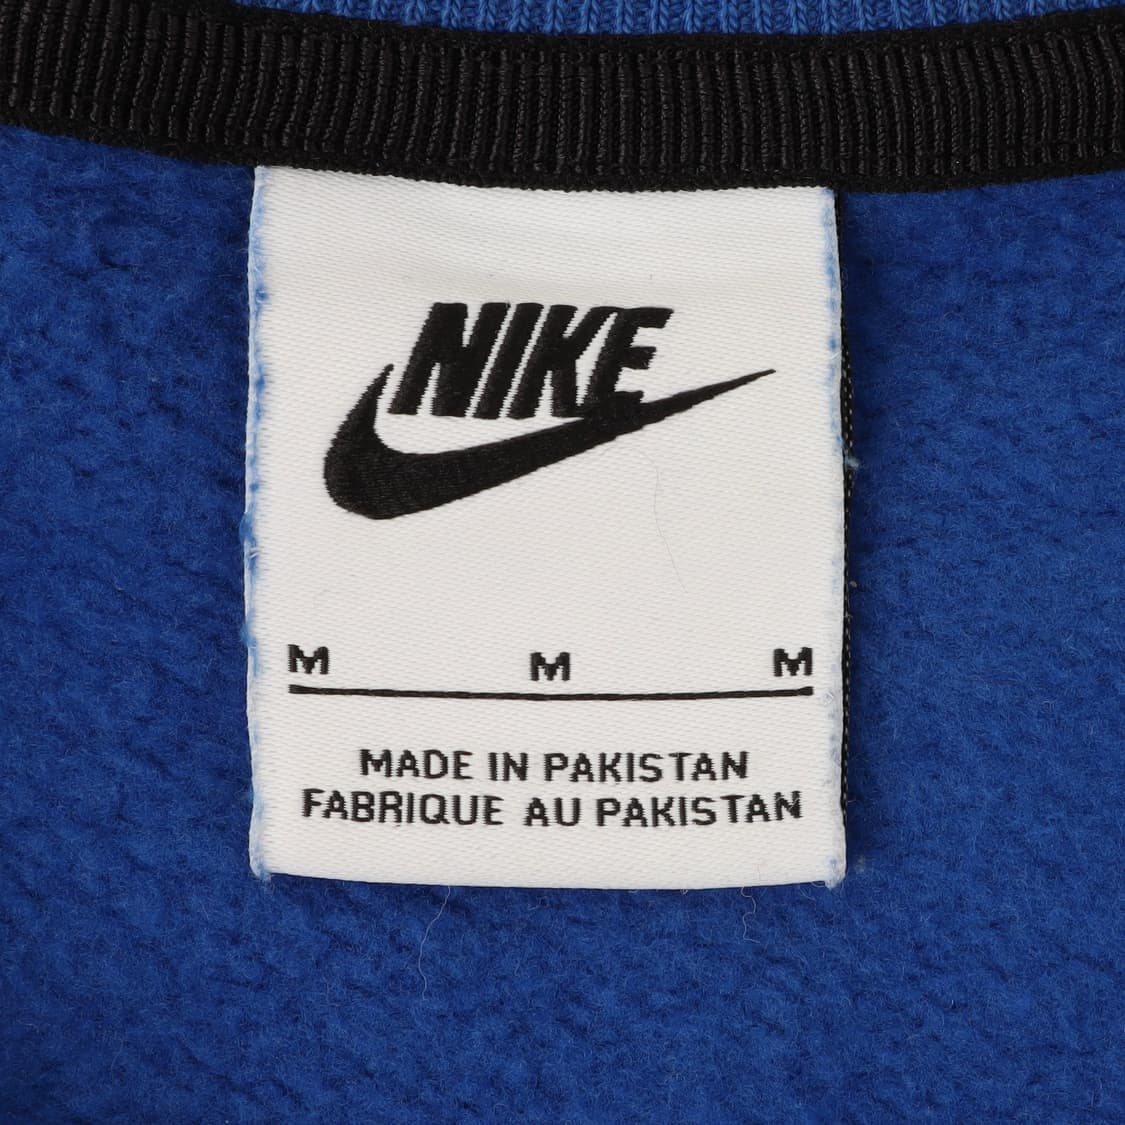 NIKE
M M M
MADE IN PAKISTAN
FABRIQUE AU PAKISTAN